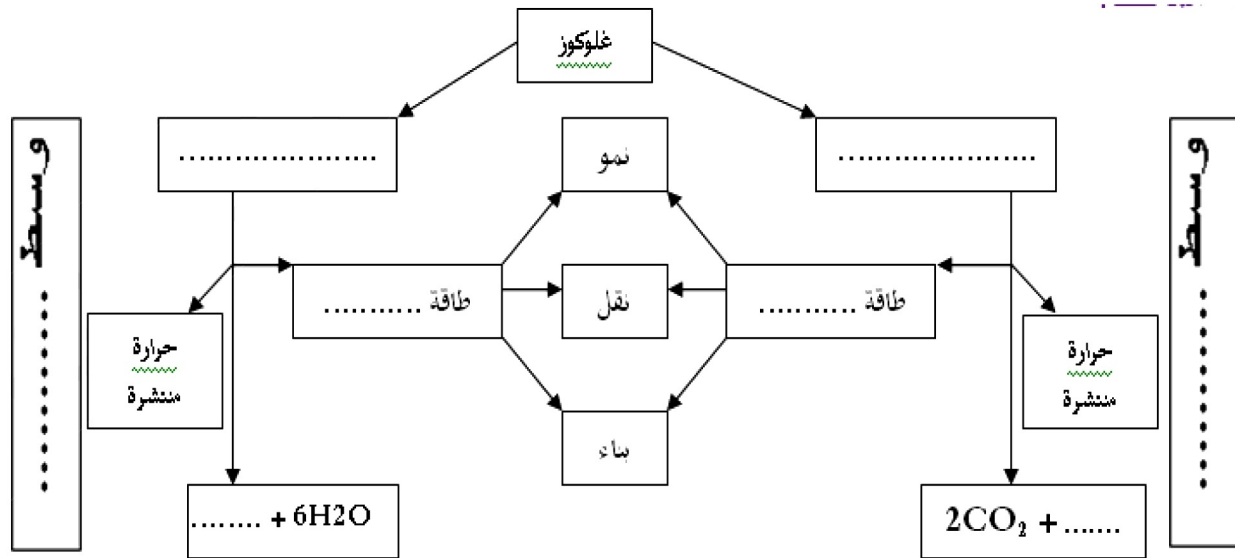 غلوكوز
......................
نمو
......................
وسط ............
وسط ............
طاقة ...........
نقل
طاقة ...........
حرارة
منتشرة
حرارة
منتشرة
بناء
2CO₂ + .......
........ + 6H2O